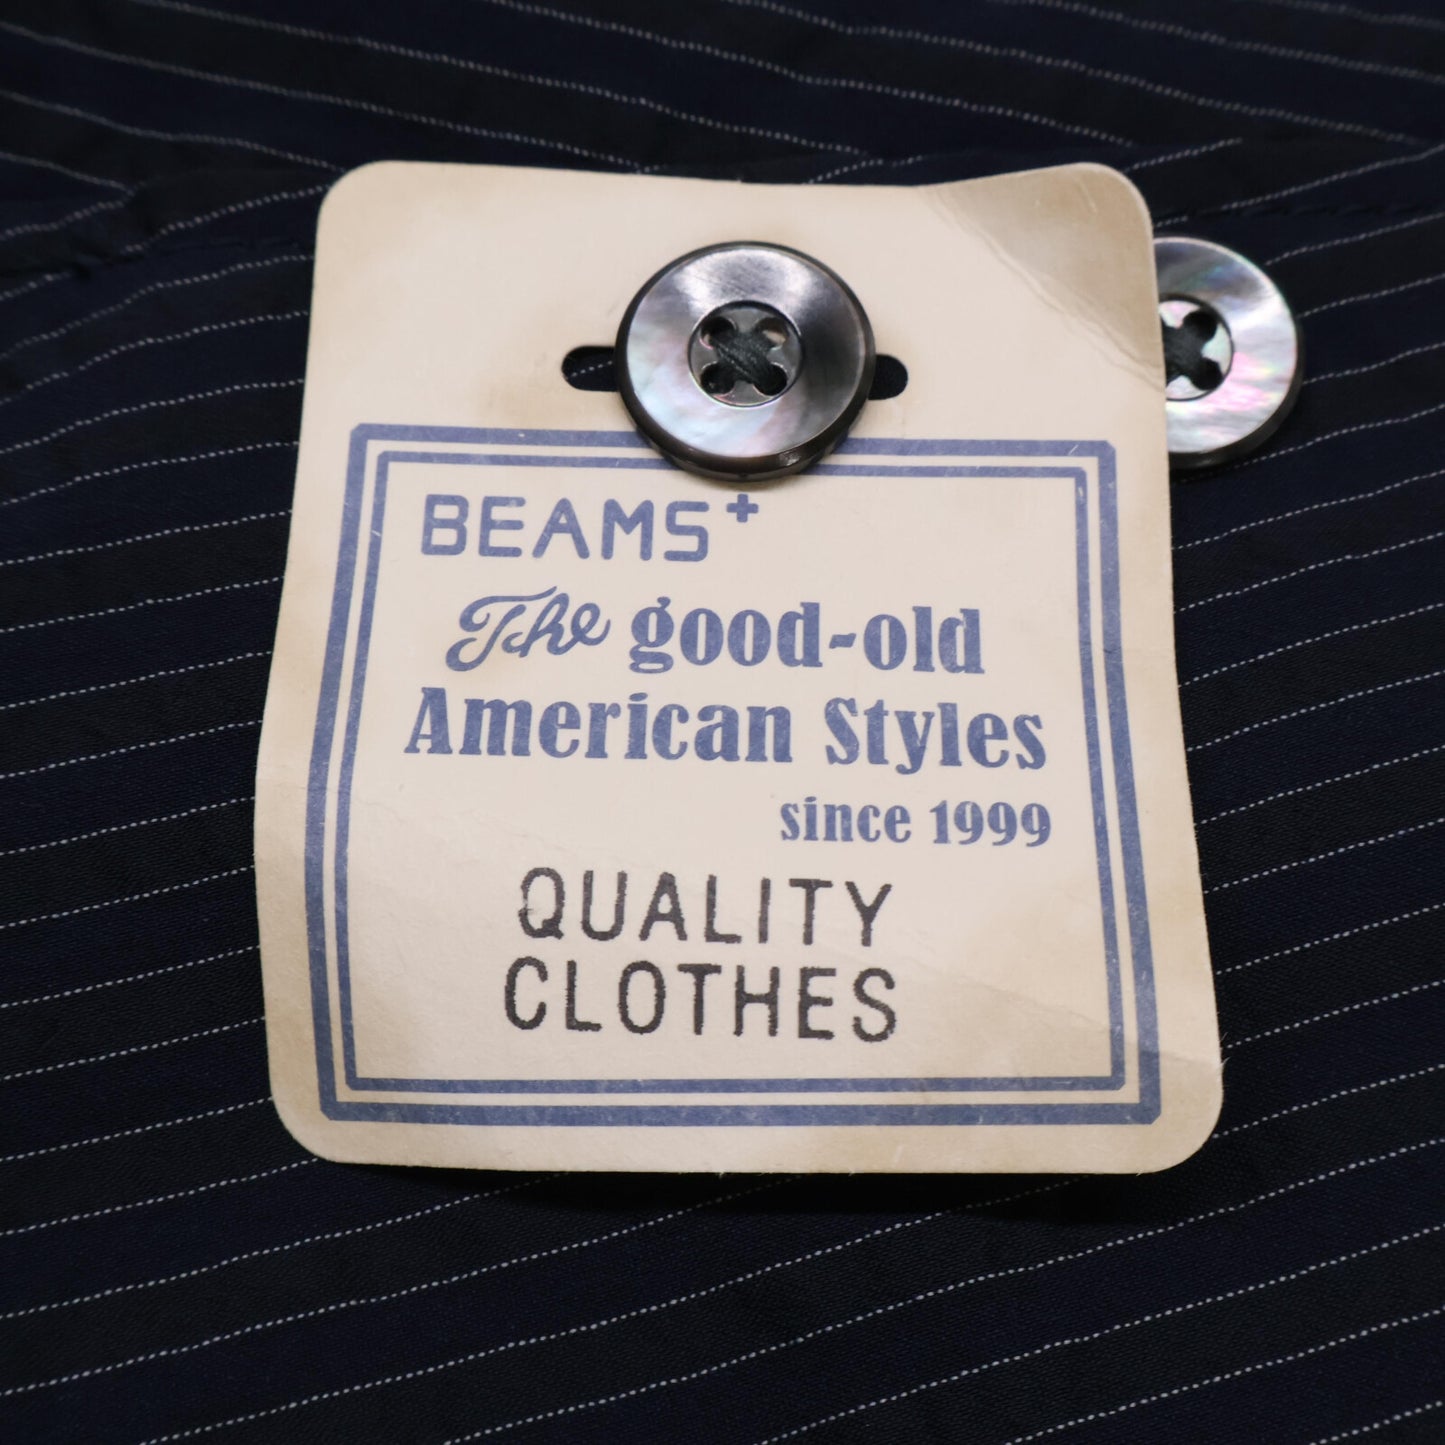 BEAMS+
The good-old
American Styles
since 1999
QUALITY
CLOTHES